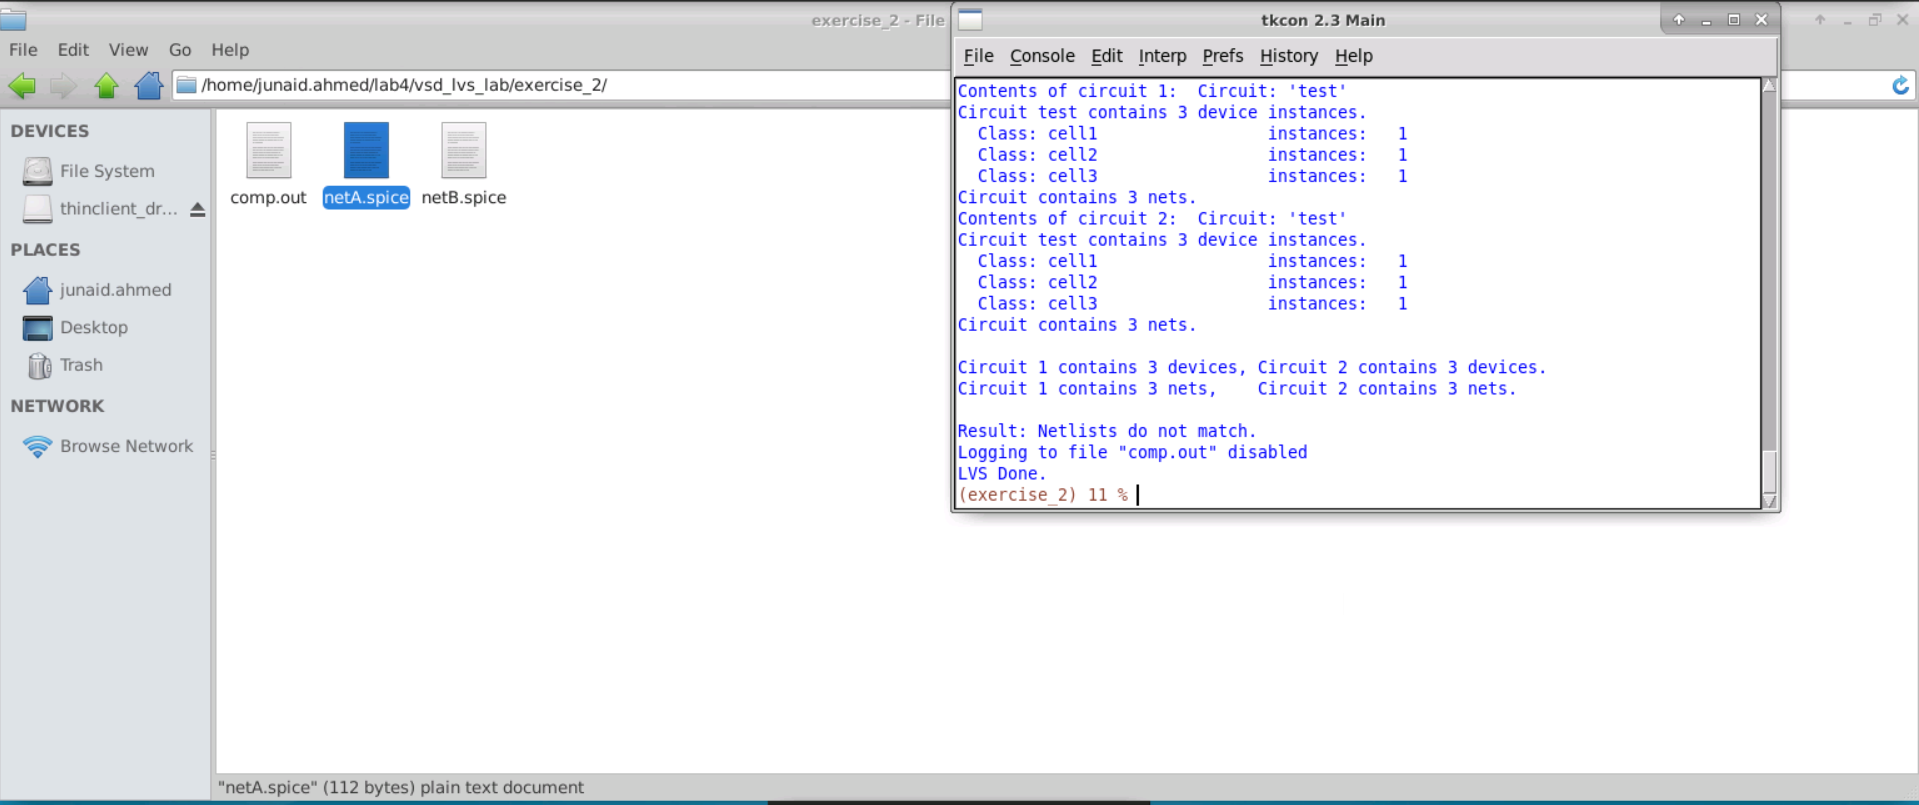 exercise_2 - File
File Edit View Go Help
/home/junaid.ahmed/lab4/vsd_lvs_lab/exercise_2/
DEVICES
File System
thinclient_dr...
PLACES
junaid.ahmed
Desktop
Trash
NETWORK
Browse Network
comp.out netA.spice netB.spice
"netA.spice" (112 bytes) plain text document
tkcon 2.3 Main
File Console Edit Interp Prefs History Help
Contents of circuit 1:  Circuit: 'test'
Circuit test contains 3 device instances.
  Class: cell1                 instances:   1
  Class: cell2                 instances:   1
  Class: cell3                 instances:   1
Circuit contains 3 nets.
Contents of circuit 2:  Circuit: 'test'
Circuit test contains 3 device instances.
  Class: cell1                 instances:   1
  Class: cell2                 instances:   1
  Class: cell3                 instances:   1
Circuit contains 3 nets.
Circuit 1 contains 3 devices, Circuit 2 contains 3 devices.
Circuit 1 contains 3 nets,    Circuit 2 contains 3 nets.
Result: Netlists do not match.
Logging to file "comp.out" disabled
LVS Done.
(exercise_2) 11 %